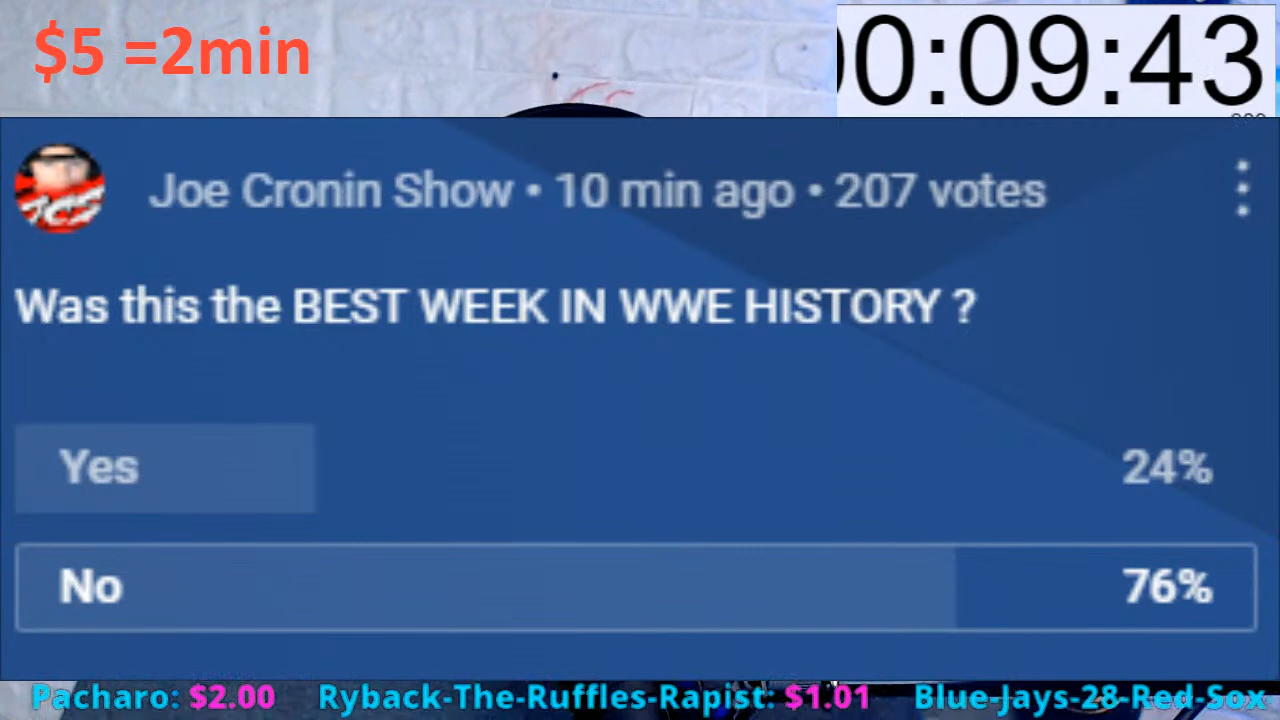 $5 =2min
00:09:43
Joe Cronin Show • 10 min ago • 207 votes
Was this the BEST WEEK IN WWE HISTORY ?
Yes 24%
No 76%
Pacharo: $2.00 Ryback-The-Ruffles-Rapist: $1.01 Blue-Jays-28-Red-Sox